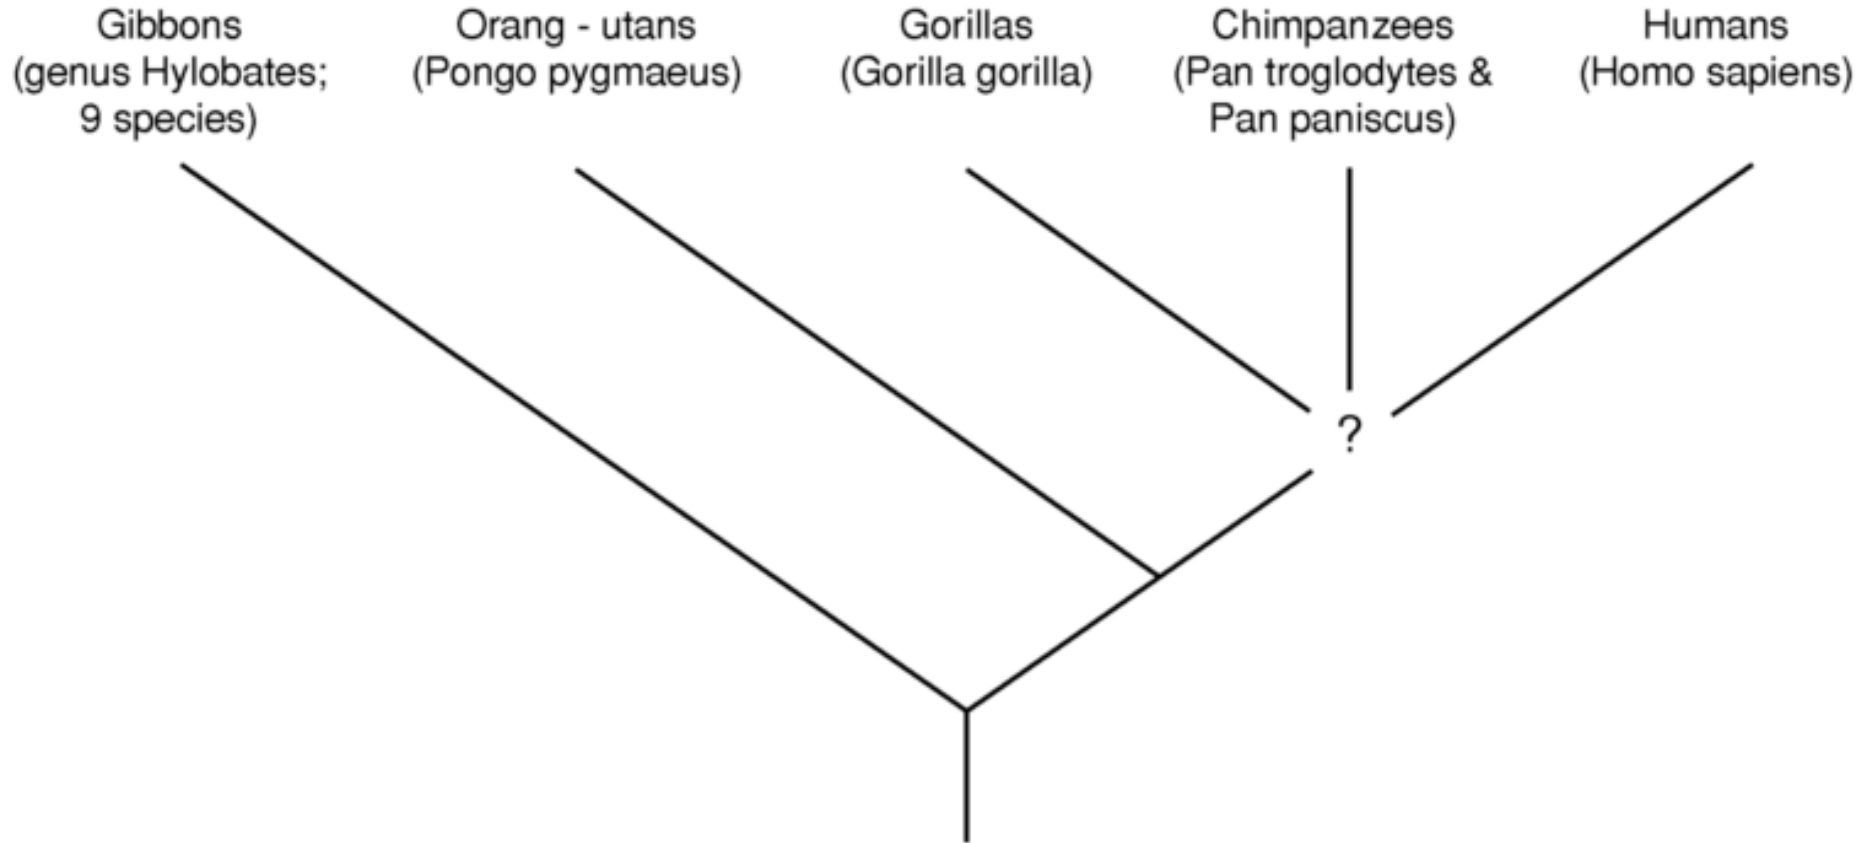 Gibbons
(genus Hylobates;
9 species)
Orang - utans
(Pongo pygmaeus)
Gorillas
(Gorilla gorilla)
Chimpanzees
(Pan troglodytes &
Pan paniscus)
Humans
(Homo sapiens)
?